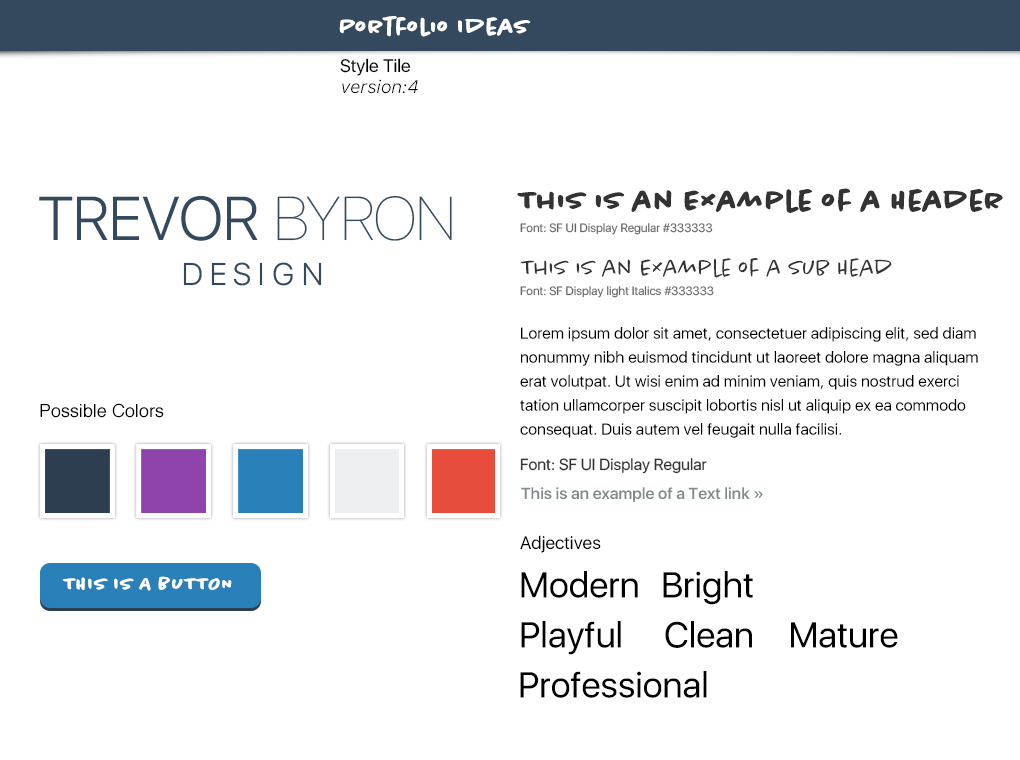 PORTFOLIO IDEAS
Style Tile
version:4
TREVOR BYRON
DESIGN
Possible Colors
THIS IS A BUTTON
THIS IS AN EXAMPLE OF A HEADER
Font: SF UI Display Regular #333333
THIS IS AN EXAMPLE OF A SUB HEAD
Font: SF Display light Italics #333333
Lorem ipsum dolor sit amet, consectetuer adipiscing elit, sed diam
nonummy nibh euismod tincidunt ut laoreet dolore magna aliquam
erat volutpat. Ut wisi enim ad minim veniam, quis nostrud exerci
tation ullamcorper suscipit lobortis nisl ut aliquip ex ea commodo
consequat. Duis autem vel feugait nulla facilisi.
Font: SF UI Display Regular
This is an example of a Text link »
Adjectives
Modern Bright
Playful Clean Mature
Professional